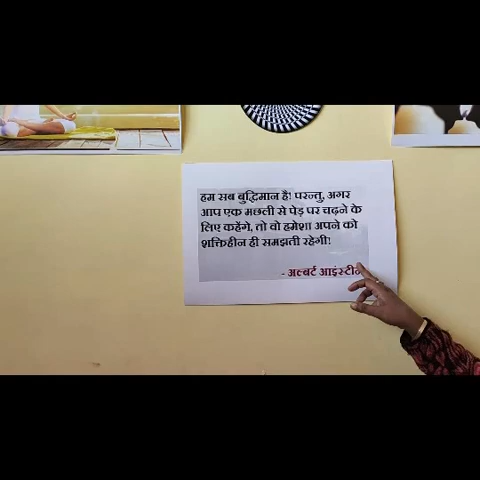 हम सब बुद्धिमान है! परन्तु, अगर
आप एक मछली से पेड़ पर चढ़ने के
लिए कहेंगे, तो वो हमेशा अपने को
शक्तिहीन ही समझती रहेगी!
- अल्बर्ट आइंस्टीन